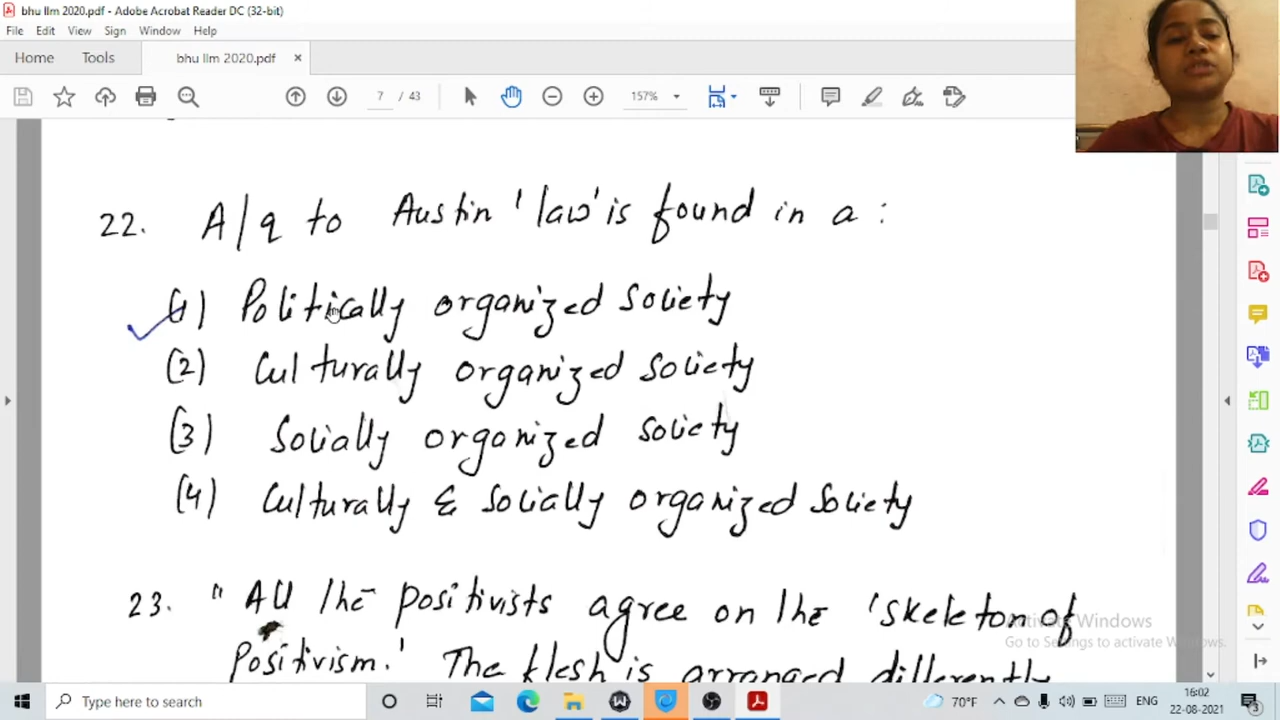 bhu llm 2020.pdf - Adobe Acrobat Reader DC (32-bit)
File Edit View Sign Window Help
Home Tools bhu llm 2020.pdf
7 / 43 157%
22. A/q to Austin 'law' is found in a :
(1) Politically organized society
(2) Culturally organized society
(3) Socially organized society
(4) Culturally & Socially organized Society
23. "All the positivists agree on the 'skeleton of
Positivism.' The flesh is arranged differently
Activate Windows
Go to Settings to activate Windows.
Type here to search
70°F ENG 16:02
22-08-2021
3